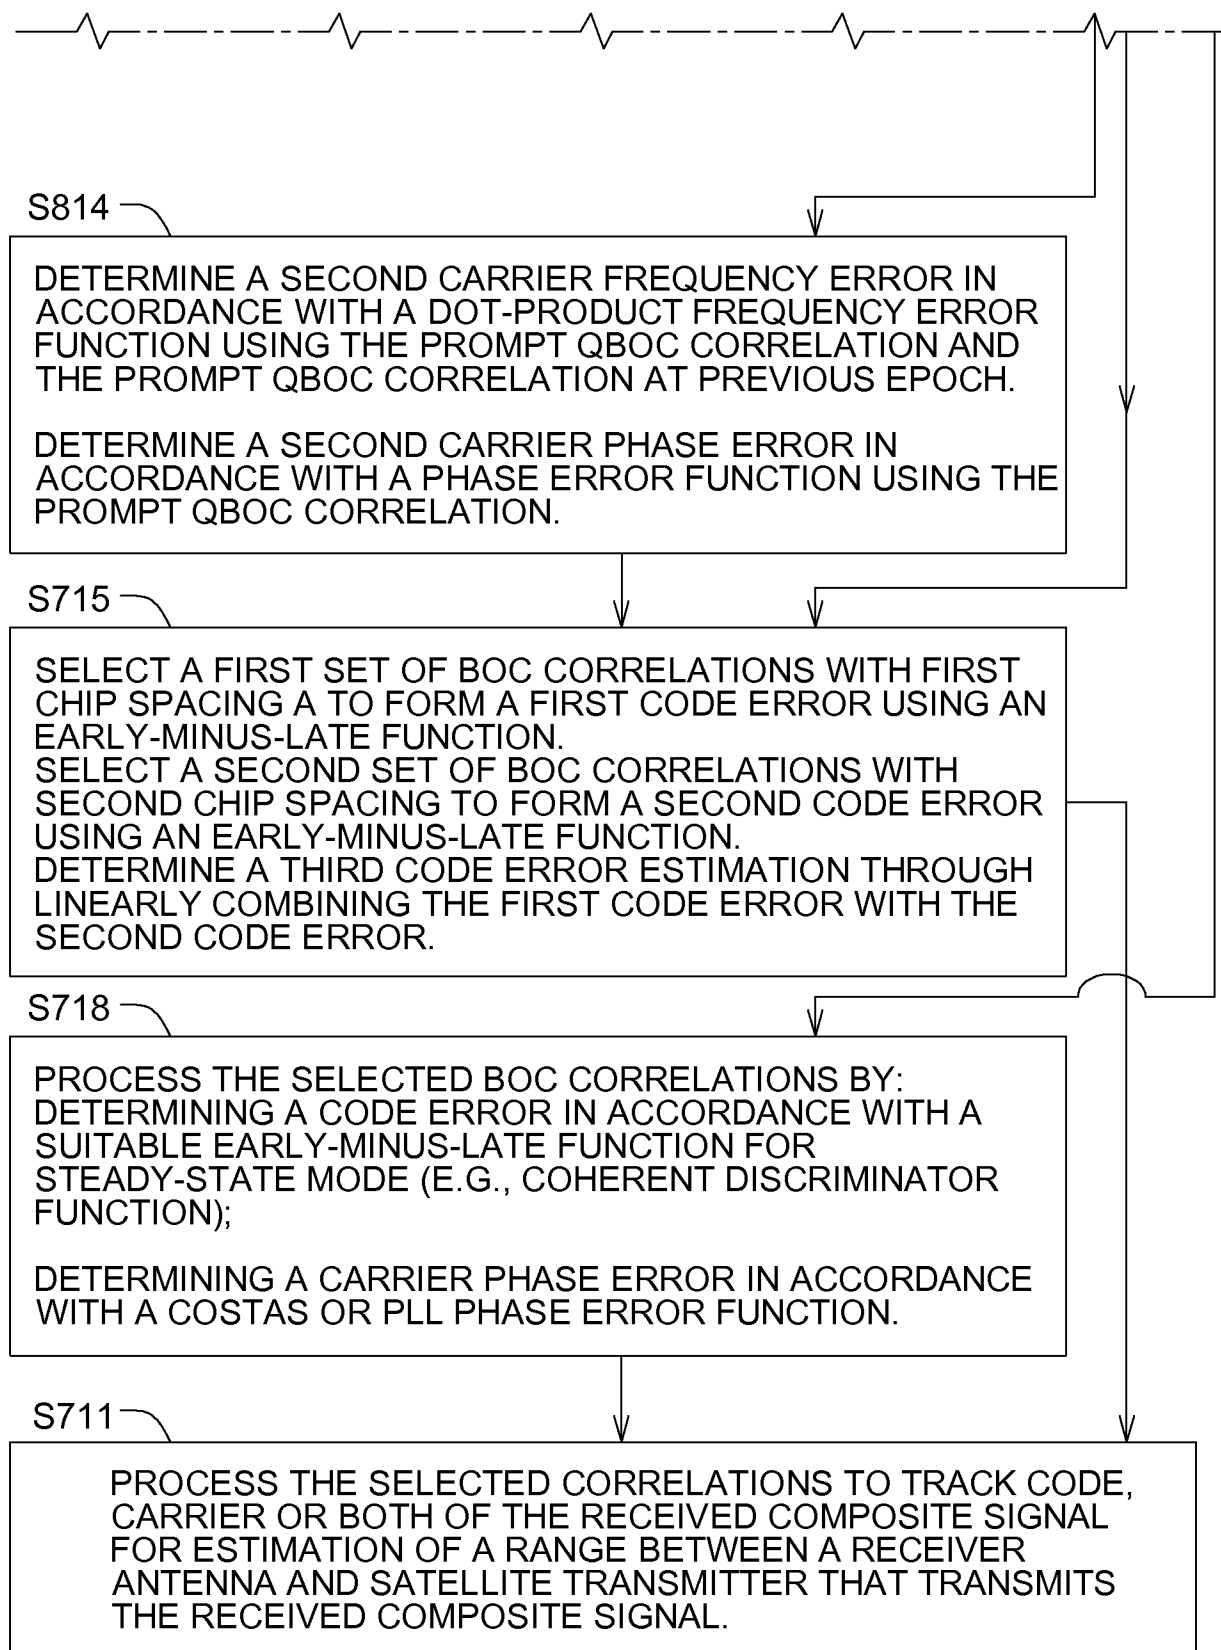 S814
DETERMINE A SECOND CARRIER FREQUENCY ERROR IN
ACCORDANCE WITH A DOT-PRODUCT FREQUENCY ERROR
FUNCTION USING THE PROMPT QBOC CORRELATION AND
THE PROMPT QBOC CORRELATION AT PREVIOUS EPOCH.
DETERMINE A SECOND CARRIER PHASE ERROR IN
ACCORDANCE WITH A PHASE ERROR FUNCTION USING THE
PROMPT QBOC CORRELATION.
S715
SELECT A FIRST SET OF BOC CORRELATIONS WITH FIRST
CHIP SPACING A TO FORM A FIRST CODE ERROR USING AN
EARLY-MINUS-LATE FUNCTION.
SELECT A SECOND SET OF BOC CORRELATIONS WITH
SECOND CHIP SPACING TO FORM A SECOND CODE ERROR
USING AN EARLY-MINUS-LATE FUNCTION.
DETERMINE A THIRD CODE ERROR ESTIMATION THROUGH
LINEARLY COMBINING THE FIRST CODE ERROR WITH THE
SECOND CODE ERROR.
S718
PROCESS THE SELECTED BOC CORRELATIONS BY:
DETERMINING A CODE ERROR IN ACCORDANCE WITH A
SUITABLE EARLY-MINUS-LATE FUNCTION FOR
STEADY-STATE MODE (E.G., COHERENT DISCRIMINATOR
FUNCTION);
DETERMINING A CARRIER PHASE ERROR IN ACCORDANCE
WITH A COSTAS OR PLL PHASE ERROR FUNCTION.
S711
PROCESS THE SELECTED CORRELATIONS TO TRACK CODE,
CARRIER OR BOTH OF THE RECEIVED COMPOSITE SIGNAL
FOR ESTIMATION OF A RANGE BETWEEN A RECEIVER
ANTENNA AND SATELLITE TRANSMITTER THAT TRANSMITS
THE RECEIVED COMPOSITE SIGNAL.